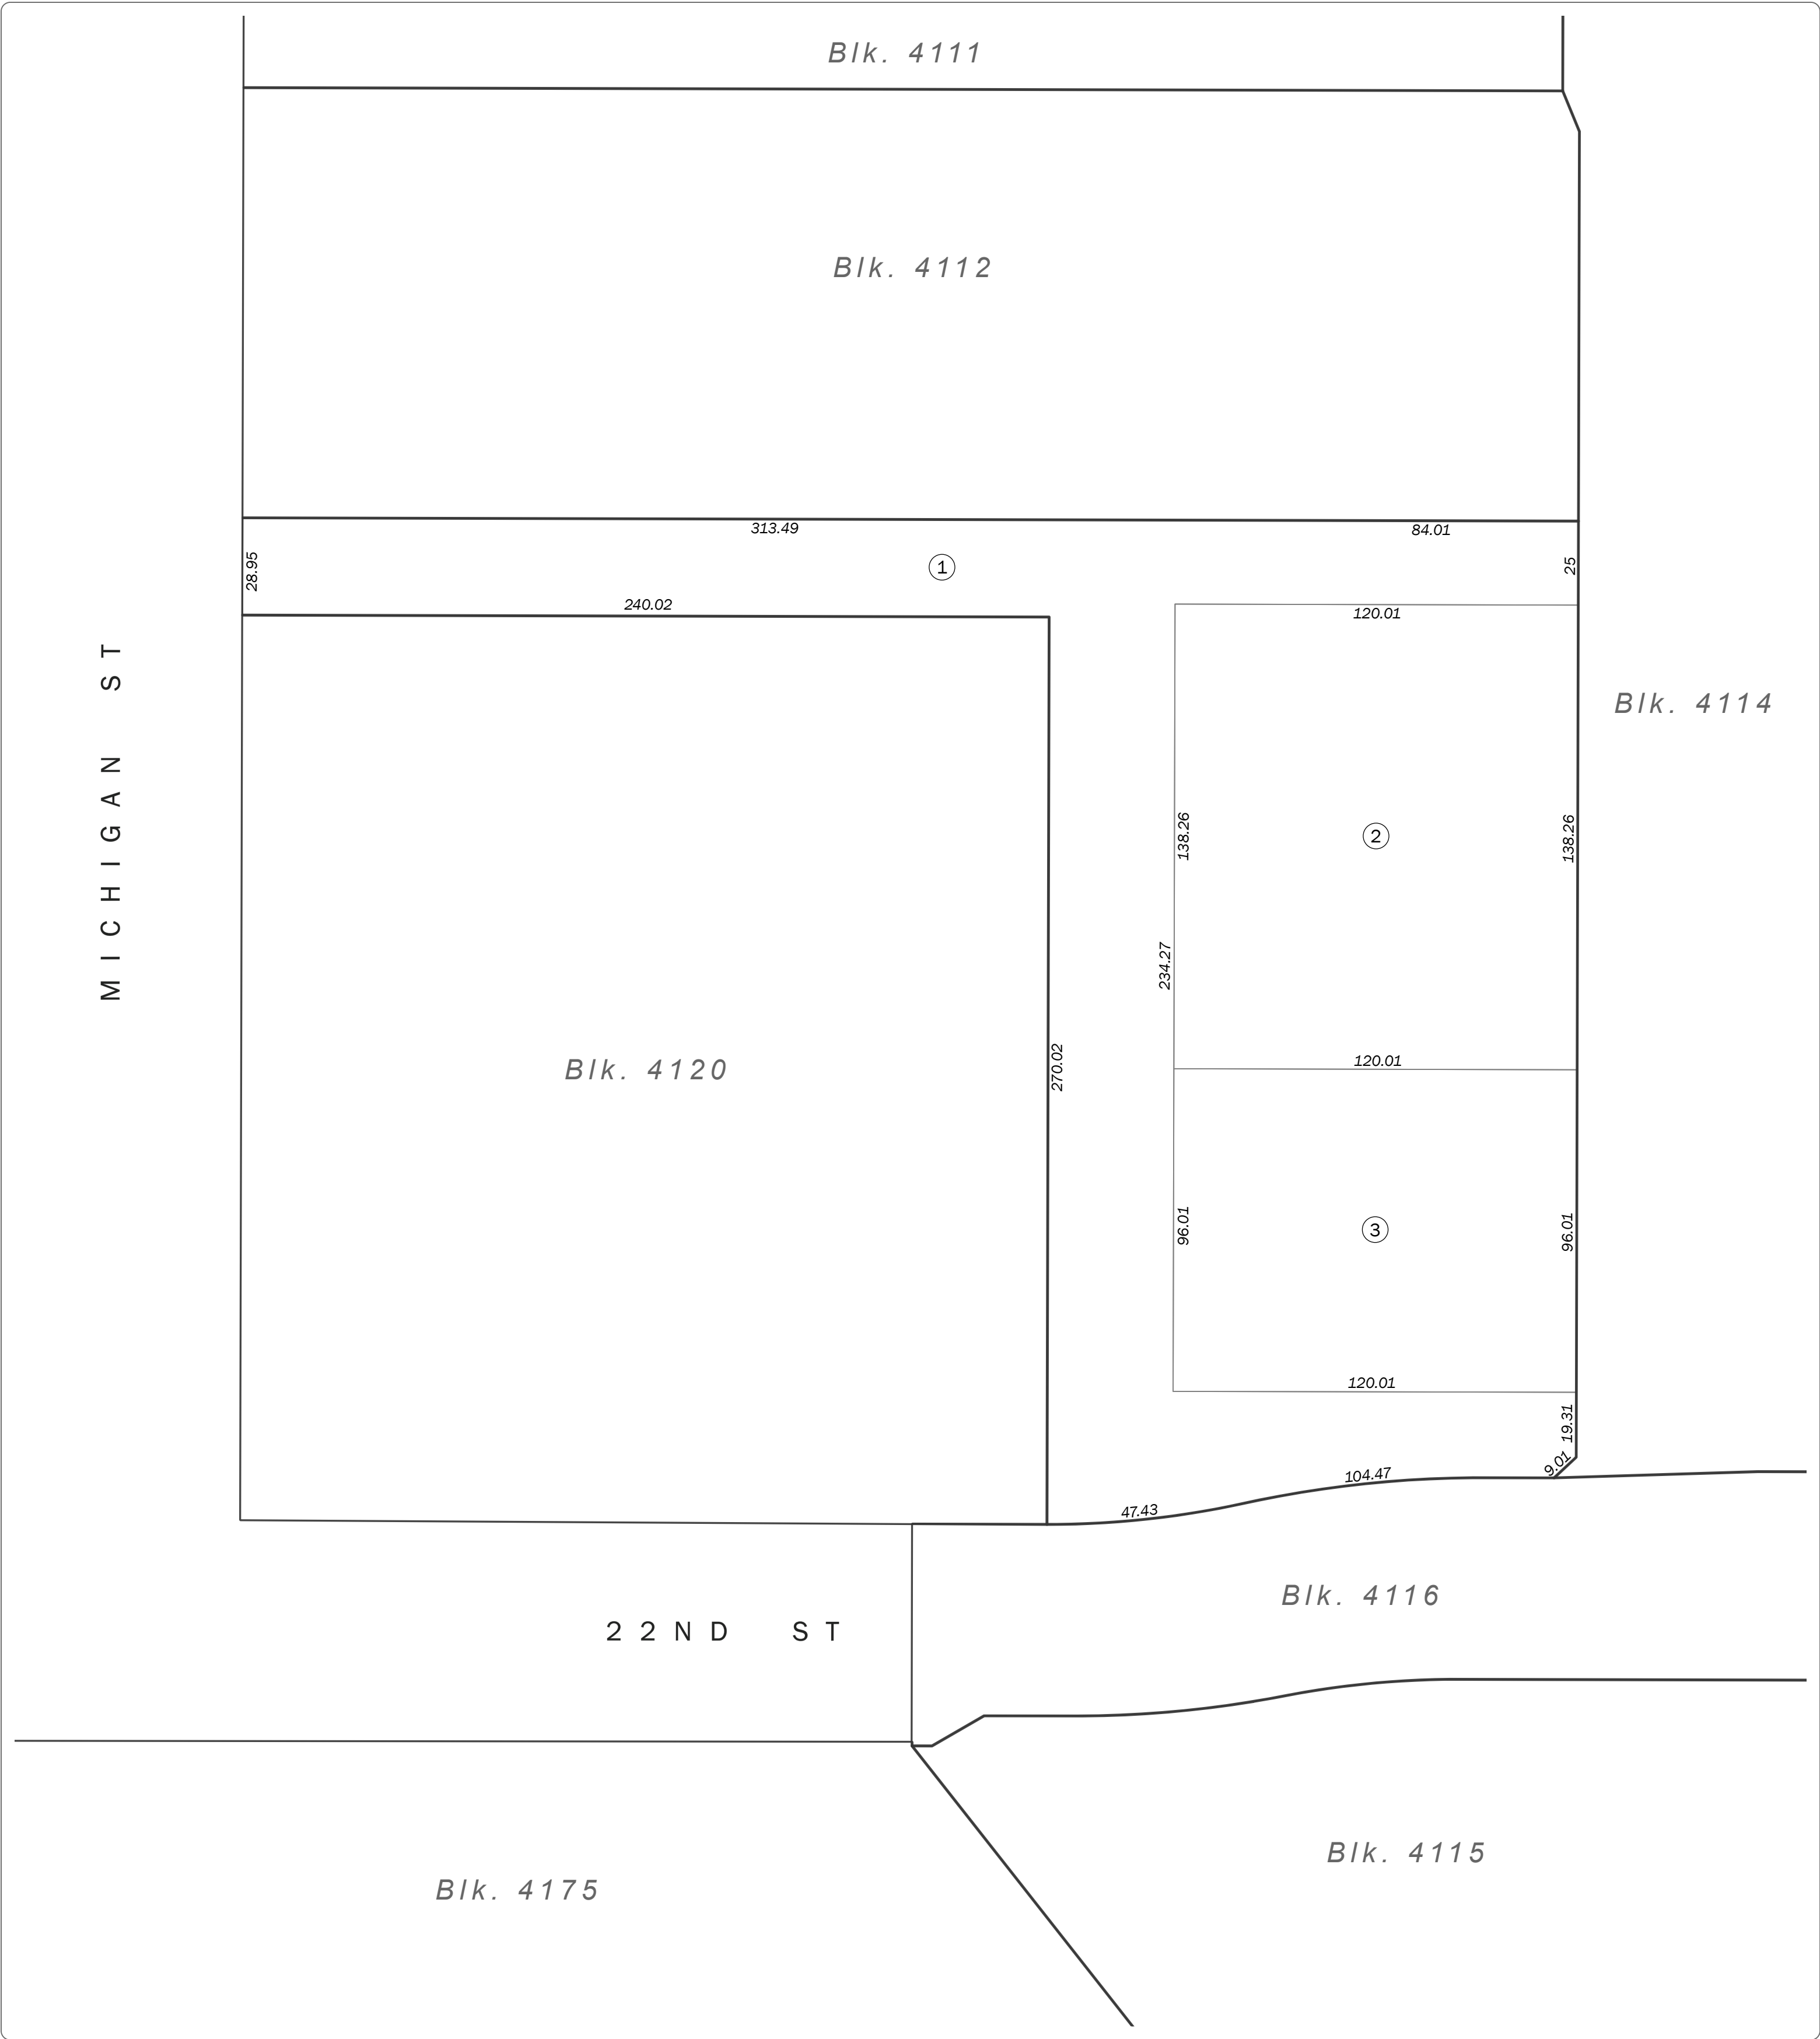 Blk. 4111
Blk. 4112
313.49
84.01
28.95
1
25
240.02
120.01
MICHIGAN ST
Blk. 4114
138.26
2
138.26
234.27
Blk. 4120
270.02
120.01
96.01
3
96.01
120.01
19.31
9.01
104.47
47.43
Blk. 4116
22ND ST
Blk. 4115
Blk. 4175